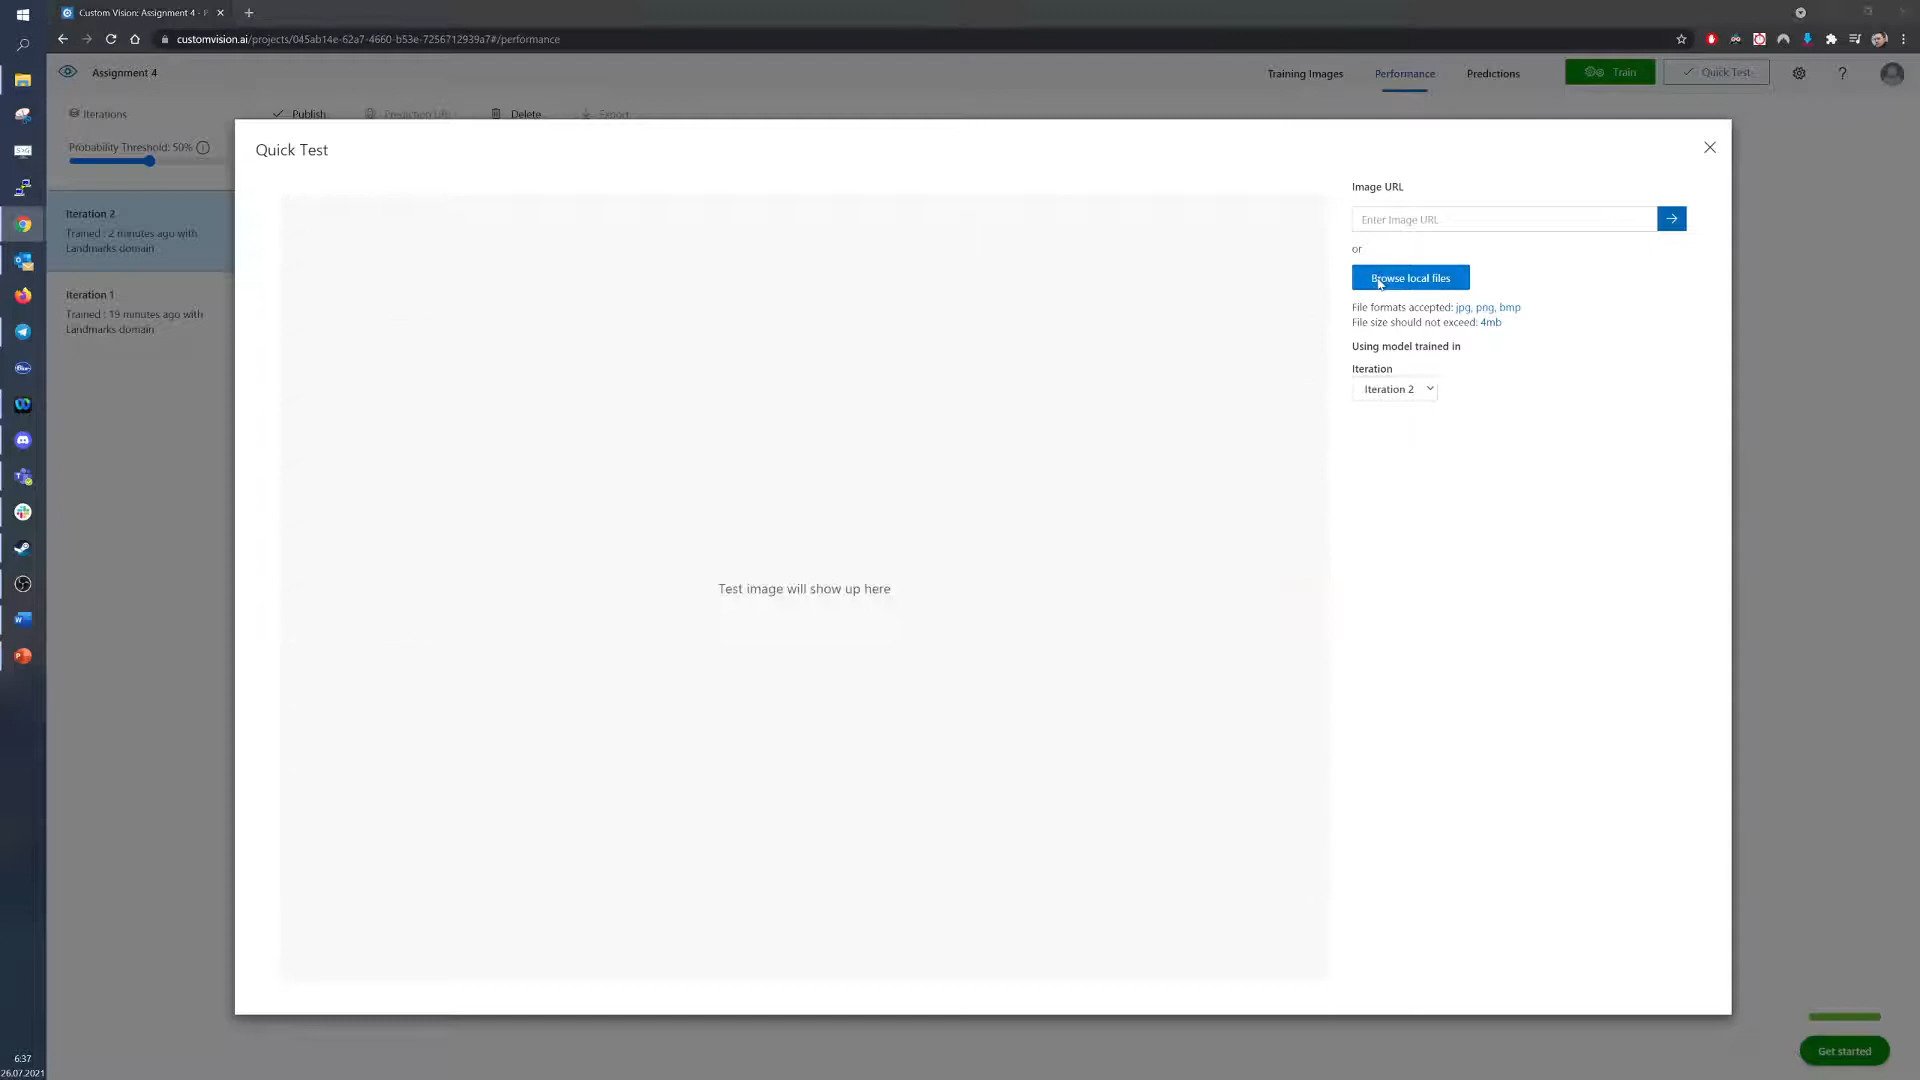 Custom Vision: Assignment 4 - P
customvision.ai/projects/045ab14e-62a7-4660-b53e-7256712939a7#/performance
Assignment 4
Training Images
Performance
Predictions
Train
Quick Test
?
Iterations
Publish
Prediction URL
Delete
Export
Probability Threshold: 50%
Iteration 2
Trained : 2 minutes ago with
Landmarks domain
Iteration 1
Trained : 19 minutes ago with
Landmarks domain
Quick Test
Test image will show up here
Image URL
Enter Image URL
or
Browse local files
File formats accepted: jpg, png, bmp
File size should not exceed: 4mb
Using model trained in
Iteration
Iteration 2
Get started
6:37
26.07.2021